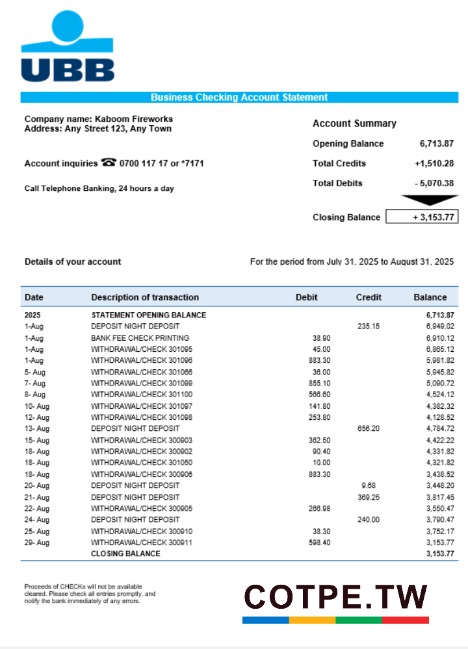 UBB
Business Checking Account Statement
Company name: Kaboom Fireworks
Address: Any Street 123, Any Town
Account inquiries ☎ 0700 117 17 or *7171
Call Telephone Banking, 24 hours a day
Account Summary
Opening Balance 6,713.87
Total Credits +1,510.28
Total Debits - 5,070.38
Closing Balance + 3,153.77
Details of your account For the period from July 31, 2025 to August 31, 2025
Date Description of transaction Debit Credit Balance
2025 STATEMENT OPENING BALANCE 6,713.87
1-Aug DEPOSIT NIGHT DEPOSIT 235.15 6,949.02
1-Aug BANK FEE CHECK PRINTING 38.90 6,910.12
1-Aug WITHDRAWAL/CHECK 301095 45.00 6,865.12
1-Aug WITHDRAWAL/CHECK 301096 883.30 5,981.82
5- Aug WITHDRAWAL/CHECK 301066 36.00 5,945.82
7- Aug WITHDRAWAL/CHECK 301099 855.10 5,090.72
8- Aug WITHDRAWAL/CHECK 301100 566.60 4,524.12
10- Aug WITHDRAWAL/CHECK 301097 141.80 4,382.32
12- Aug WITHDRAWAL/CHECK 301098 253.80 4,128.52
13- Aug DEPOSIT NIGHT DEPOSIT 656.20 4,784.72
15- Aug WITHDRAWAL/CHECK 300903 362.50 4,422.22
18- Aug WITHDRAWAL/CHECK 300902 90.40 4,331.82
18- Aug WITHDRAWAL/CHECK 301050 10.00 4,321.82
18- Aug WITHDRAWAL/CHECK 300906 883.30 3,438.52
20- Aug DEPOSIT NIGHT DEPOSIT 9.68 3,448.20
21- Aug DEPOSIT NIGHT DEPOSIT 369.25 3,817.45
22- Aug WITHDRAWAL/CHECK 300905 266.98 3,550.47
24- Aug DEPOSIT NIGHT DEPOSIT 240.00 3,790.47
25- Aug WITHDRAWAL/CHECK 300910 38.30 3,752.17
29- Aug WITHDRAWAL/CHECK 300911 598.40 3,153.77
CLOSING BALANCE 3,153.77
Proceeds of CHECKs will not be available
cleared. Please check all entries promptly, and
notify the bank immediately of any errors.
COTPE.TW